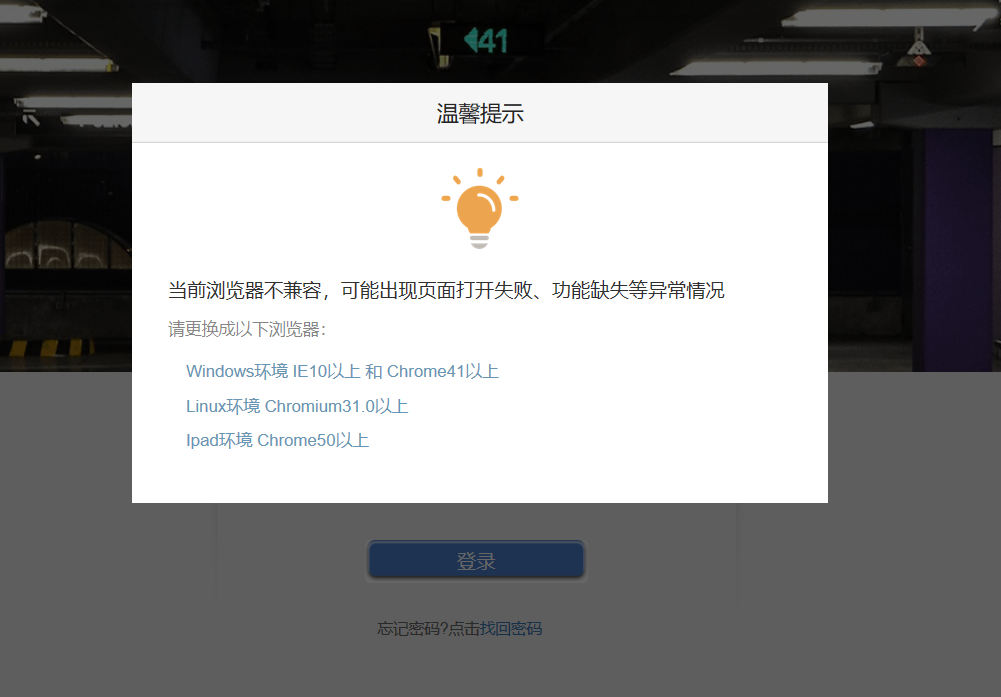 41
温馨提示
当前浏览器不兼容，可能出现页面打开失败、功能缺失等异常情况
请更换成以下浏览器：
Windows环境 IE10以上 和 Chrome41以上
Linux环境 Chromium31.0以上
Ipad环境 Chrome50以上
登录
忘记密码?点击找回密码